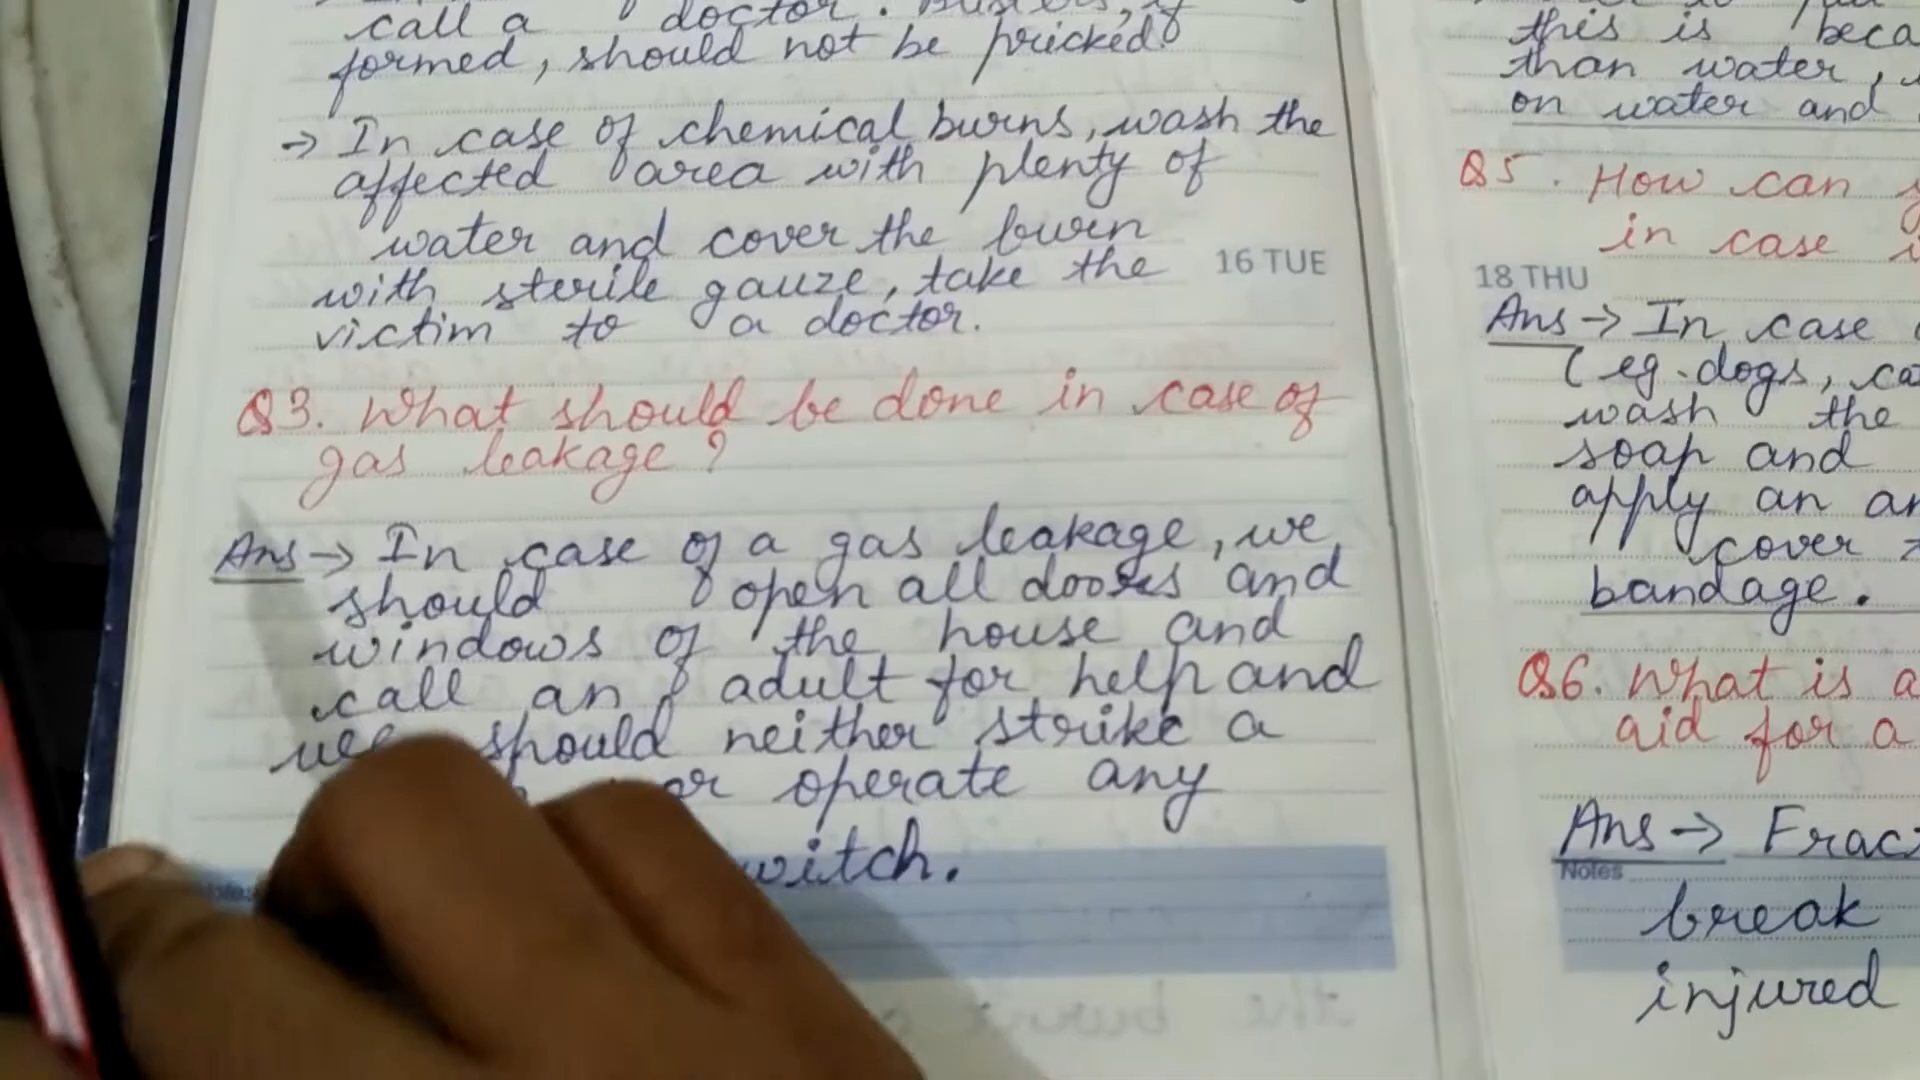 call a doctor.
formed, should not be pricked.
→ In case of chemical burns, wash the
affected area with plenty of
water and cover the burn
with sterile gauze, take the
16 TUE
victim to a doctor.
Q3. What should be done in case of
gas leakage?
Ans → In case of a gas leakage, we
should open all doors and
windows of the house and
call an adult for help and
should neither strike a
operate any
witch.
this is
than water,
on water and
Q5. How can
in case
18 THU
Ans → In case
(eg. dogs,
wash the
soap and
apply an
cover
bandage.
Q6. What is a
aid for a
Ans →
Notes
break
injured